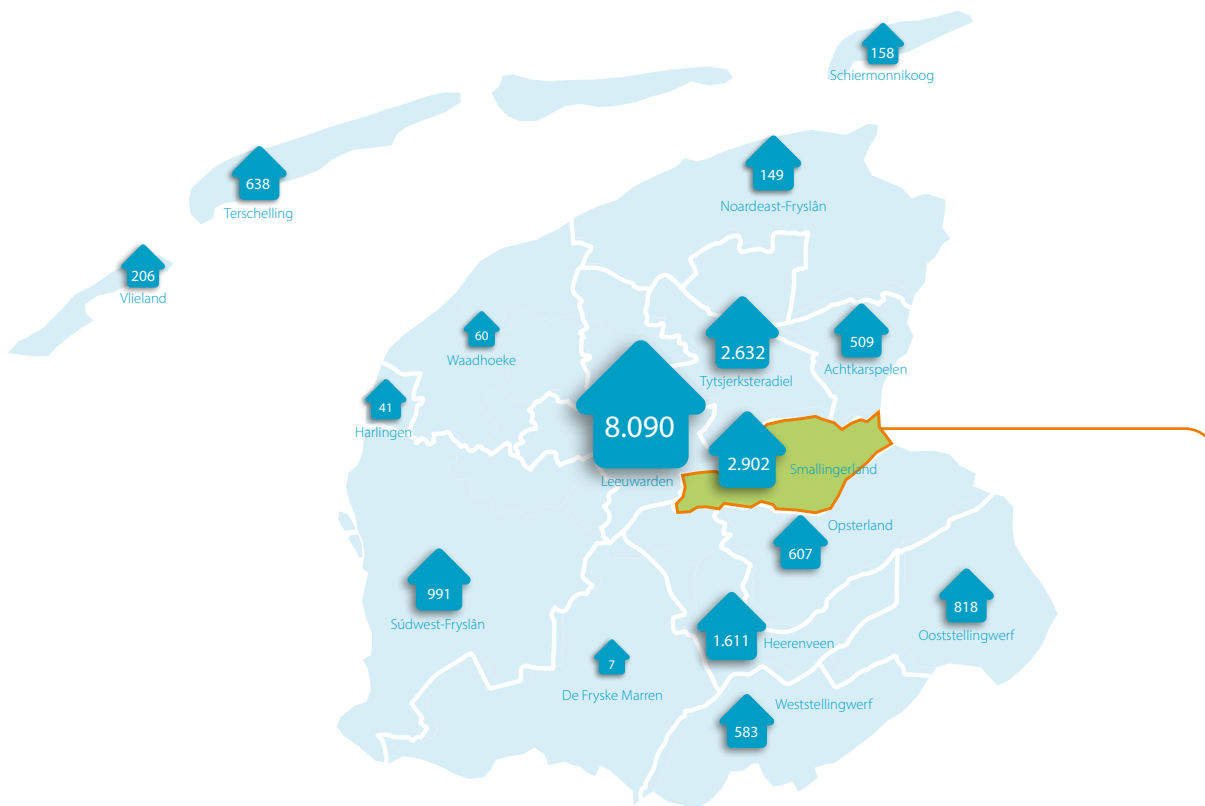 158
Schiermonnikoog
149
Noardeast-Fryslân
638
Terschelling
206
Vlieland
60
Waadhoeke
2.632
Tytsjerksteradiel
509
Achtkarspelen
41
Harlingen
8.090
Leeuwarden
2.902
Smallingerland
Opsterland
607
991
Súdwest-Fryslân
818
Ooststellingwerf
1.611
Heerenveen
7
De Fryske Marren
Weststellingwerf
583